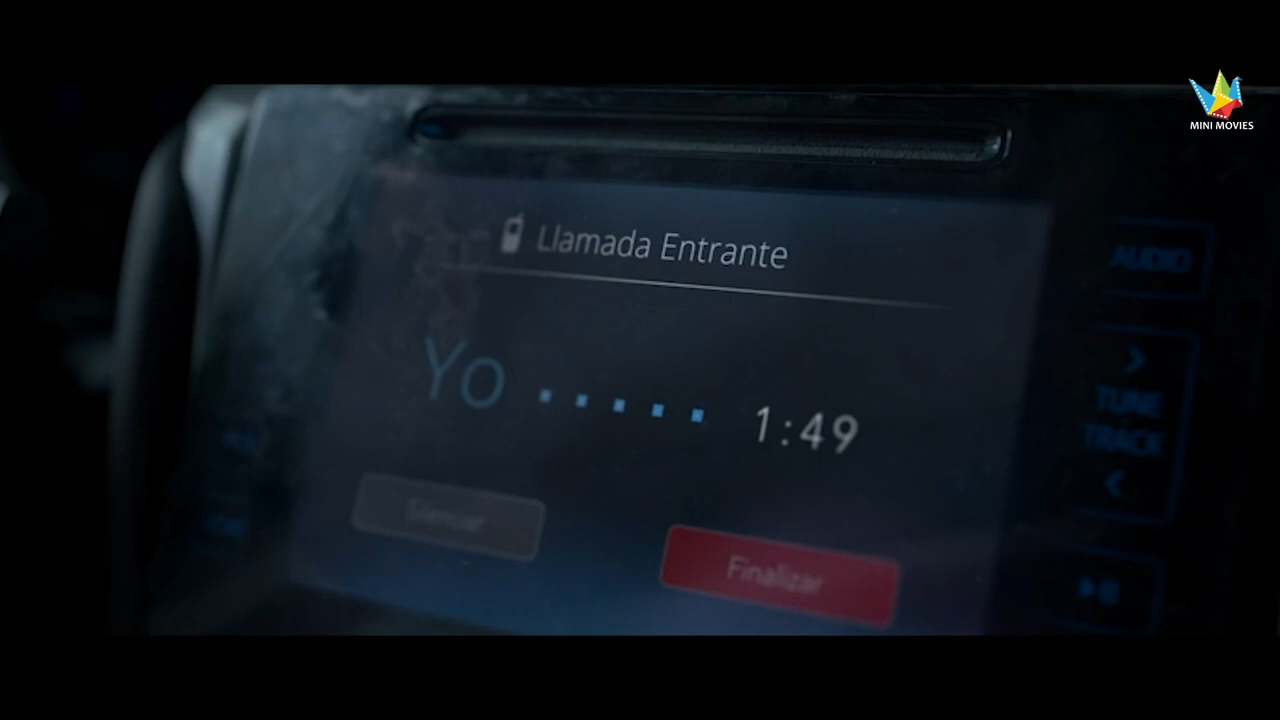 MINI MOVIES
Llamada Entrante
Yo ..... 1:49
Silenciar
Finalizar
AUDIO
>
TUNE
TRACK
<